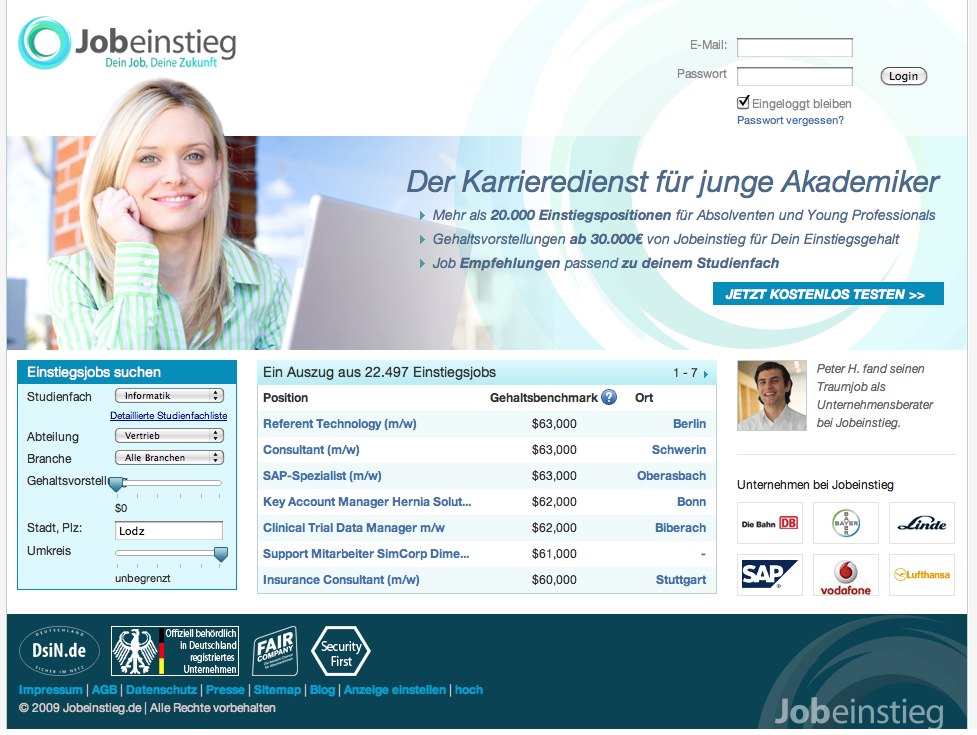 Jobeinstieg
Dein Job, Deine Zukunft
E-Mail:
Passwort
Login
Eingeloggt bleiben
Passwort vergessen?
Der Karrieredienst für junge Akademiker
Mehr als 20.000 Einstiegspositionen für Absolventen und Young Professionals
Gehaltsvorstellungen ab 30.000€ von Jobeinstieg für Dein Einstiegsgehalt
Job Empfehlungen passend zu deinem Studienfach
JETZT KOSTENLOS TESTEN >>
Einstiegsjobs suchen
Studienfach Informatik
Detaillierte Studienfachliste
Abteilung Vertrieb
Branche Alle Branchen
Gehaltsvorstell
$0
Stadt, Plz: Lodz
Umkreis
unbegrenzt
Ein Auszug aus 22.497 Einstiegsjobs 1 - 7
Position Gehaltsbenchmark ? Ort
Referent Technology (m/w) $63,000 Berlin
Consultant (m/w) $63,000 Schwerin
SAP-Spezialist (m/w) $63,000 Oberasbach
Key Account Manager Hernia Solut... $62,000 Bonn
Clinical Trial Data Manager m/w $62,000 Biberach
Support Mitarbeiter SimCorp Dime... $61,000 -
Insurance Consultant (m/w) $60,000 Stuttgart
Peter H. fand seinen
Traumjob als
Unternehmensberater
bei Jobeinstieg.
Unternehmen bei Jobeinstieg
Die Bahn DB
BAYER
BAYER
Linde
SAP
vodafone
Lufthansa
DEUTSCHLAND
DsiN.de
SICHER IM NETZ
Offiziell behördlich
in Deutschland
registriertes
Unternehmen
FAIR
COMPANY
Security
First
Impressum | AGB | Datenschutz | Presse | Sitemap | Blog | Anzeige einstellen | hoch
© 2009 Jobeinstieg.de | Alle Rechte vorbehalten
Jobeinstieg